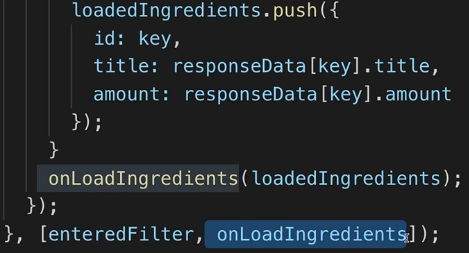 loadedIngredients.push({
id: key,
title: responseData[key].title,
amount: responseData[key].amount
});
}
onLoadIngredients(loadedIngredients);
});
}, [enteredFilter, onLoadIngredients]);